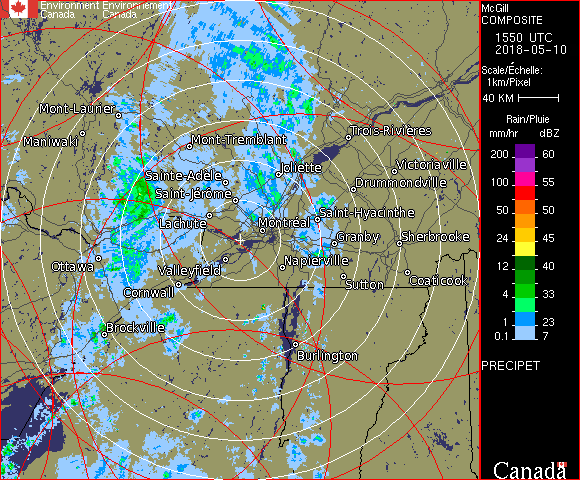 Environment Environnement
Canada Canada
McGill
COMPOSITE
1550 UTC
2018-05-10
Scale/Échelle:
1km/Pixel
40 KM
Rain/Pluie
mm/hr dBZ
200 60
150 57
100 55
50 50
24 45
12 40
4 33
1 23
0.1 7
PRECIPET
Canada
Mont-Laurier
Maniwaki
Mont-Tremblant
Trois-Rivières
Joliette
Victoriaville
Sainte-Adèle
Drummondville
Saint-Jérôme
Lachute
Saint-Hyacinthe
Montréal
Granby
Sherbrooke
Ottawa
Valleyfield
Napierville
Coaticook
Sutton
Cornwall
Brockville
Burlington